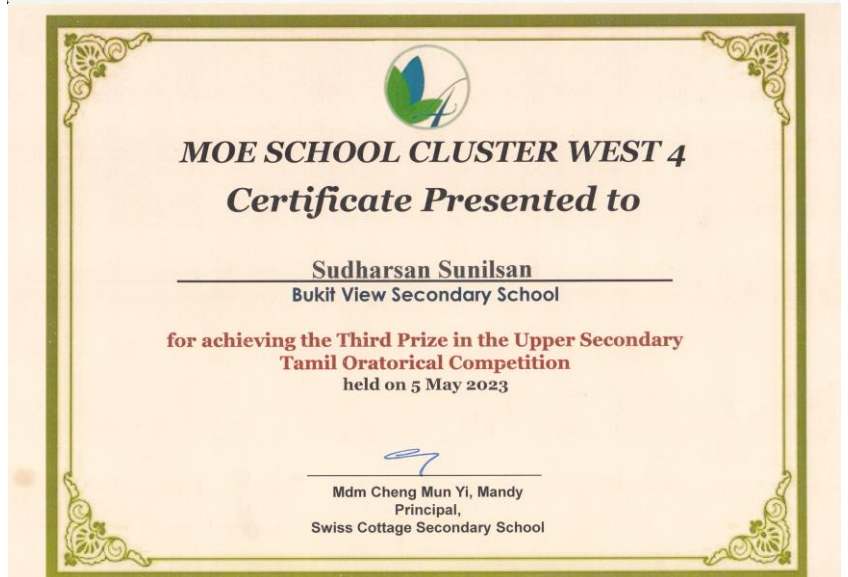 MOE SCHOOL CLUSTER WEST 4
Certificate Presented to
Sudharsan Sunilsan
Bukit View Secondary School
for achieving the Third Prize in the Upper Secondary
Tamil Oratorical Competition
held on 5 May 2023
Mdm Cheng Mun Yi, Mandy
Principal,
Swiss Cottage Secondary School